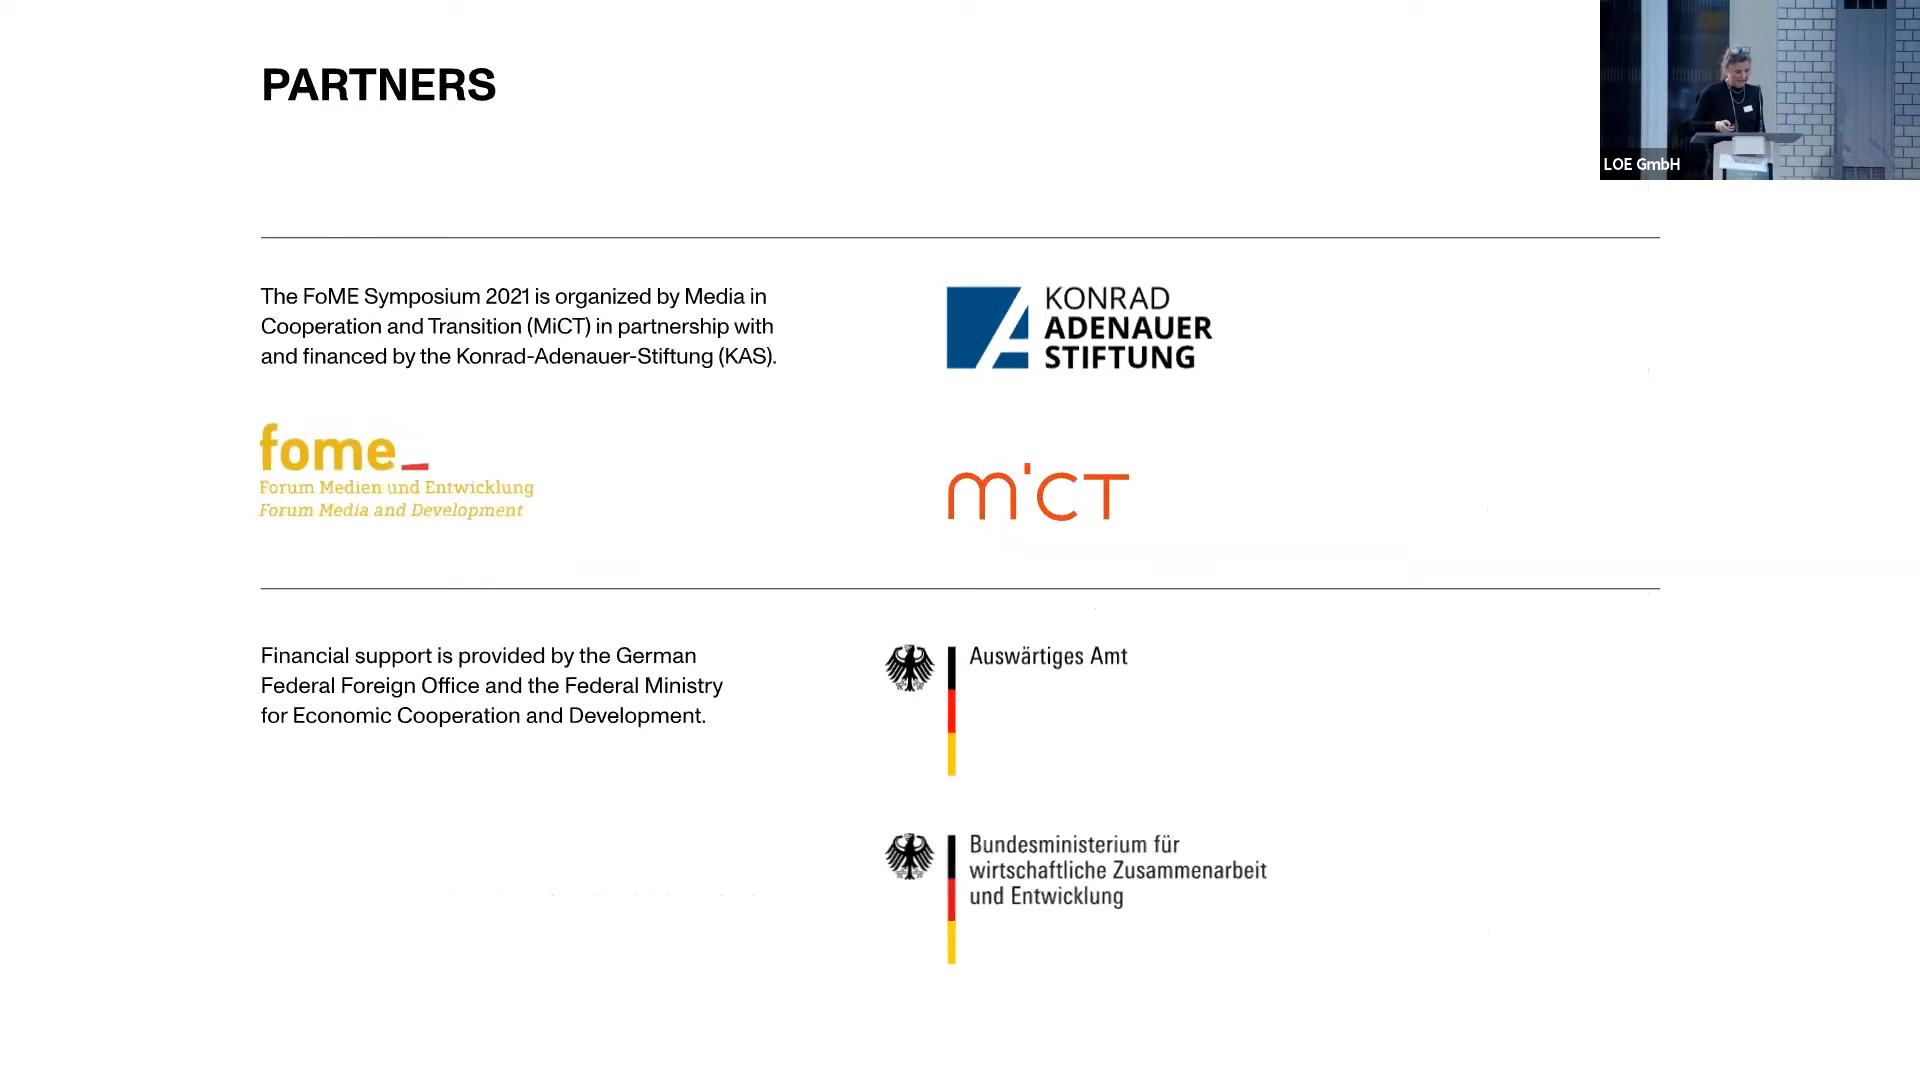 PARTNERS
LOE GmbH
The FoME Symposium 2021 is organized by Media in
Cooperation and Transition (MiCT) in partnership with
and financed by the Konrad-Adenauer-Stiftung (KAS).
KONRAD
ADENAUER
STIFTUNG
fome_
Forum Medien und Entwicklung
Forum Media and Development
miCT
Financial support is provided by the German
Federal Foreign Office and the Federal Ministry
for Economic Cooperation and Development.
Auswärtiges Amt
Bundesministerium für
wirtschaftliche Zusammenarbeit
und Entwicklung